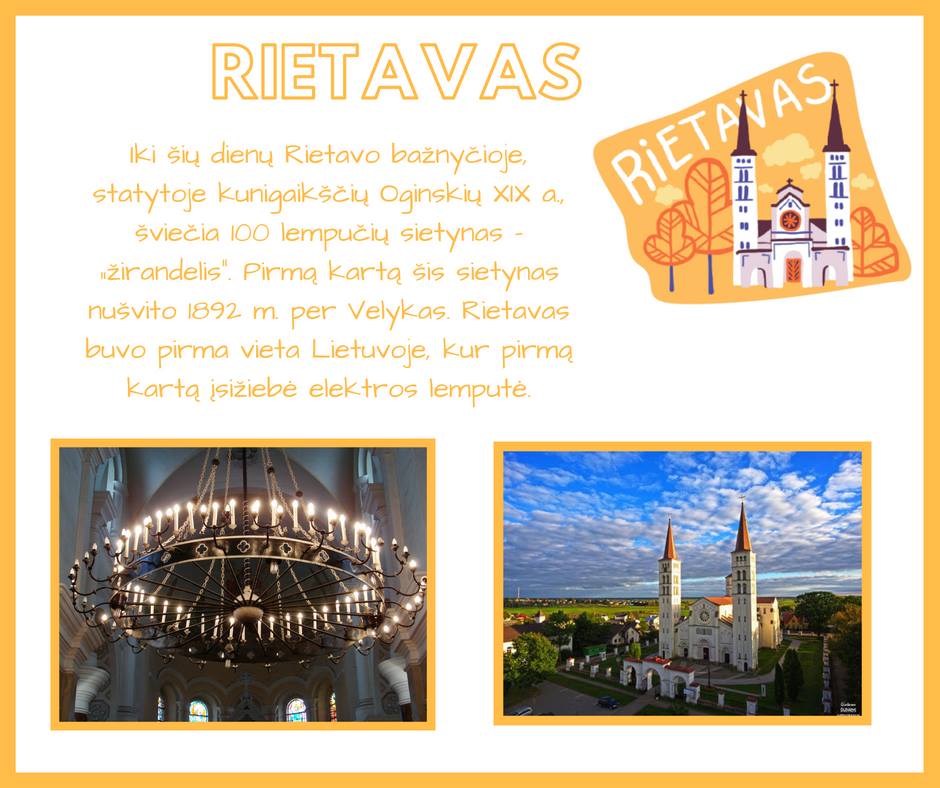 RIETAVAS
RiETAVAS
Iki šių dienų Rietavo bažnyčioje,
statytoje kunigaikščių Oginskių XIX a.,
šviečia 100 lempučių sietynas -
„žirandelis". Pirmą kartą šis sietynas
nušvito 1892 m. per Velykas. Rietavas
buvo pirma vieta Lietuvoje, kur pirmą
kartą įsižiebė elektros lemputė.